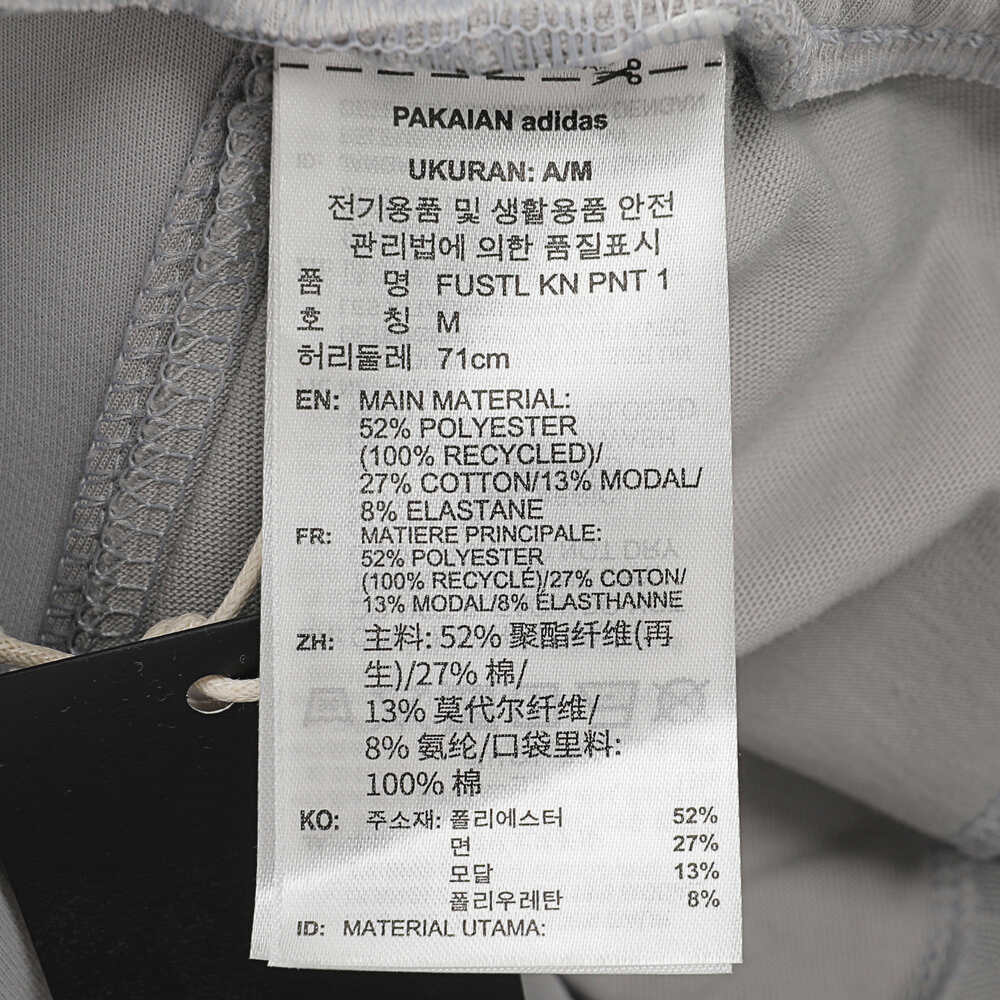 PAKAIAN adidas
UKURAN: A/M
전기용품 및 생활용품 안전
관리법에 의한 품질표시
품 명 FUSTL KN PNT 1
호 칭 M
허리둘레 71cm
EN: MAIN MATERIAL:
52% POLYESTER
(100% RECYCLED)/
27% COTTON/13% MODAL/
8% ELASTANE
FR: MATIERE PRINCIPALE:
52% POLYESTER
(100% RECYCLÉ)/27% COTON/
13% MODAL/8% ÉLASTHANNE
ZH: 主料: 52% 聚酯纤维(再
生)/27% 棉/
13% 莫代尔纤维/
8% 氨纶/口袋里料:
100% 棉
KO: 주소재: 폴리에스터 52%
면 27%
모달 13%
폴리우레탄 8%
ID: MATERIAL UTAMA: